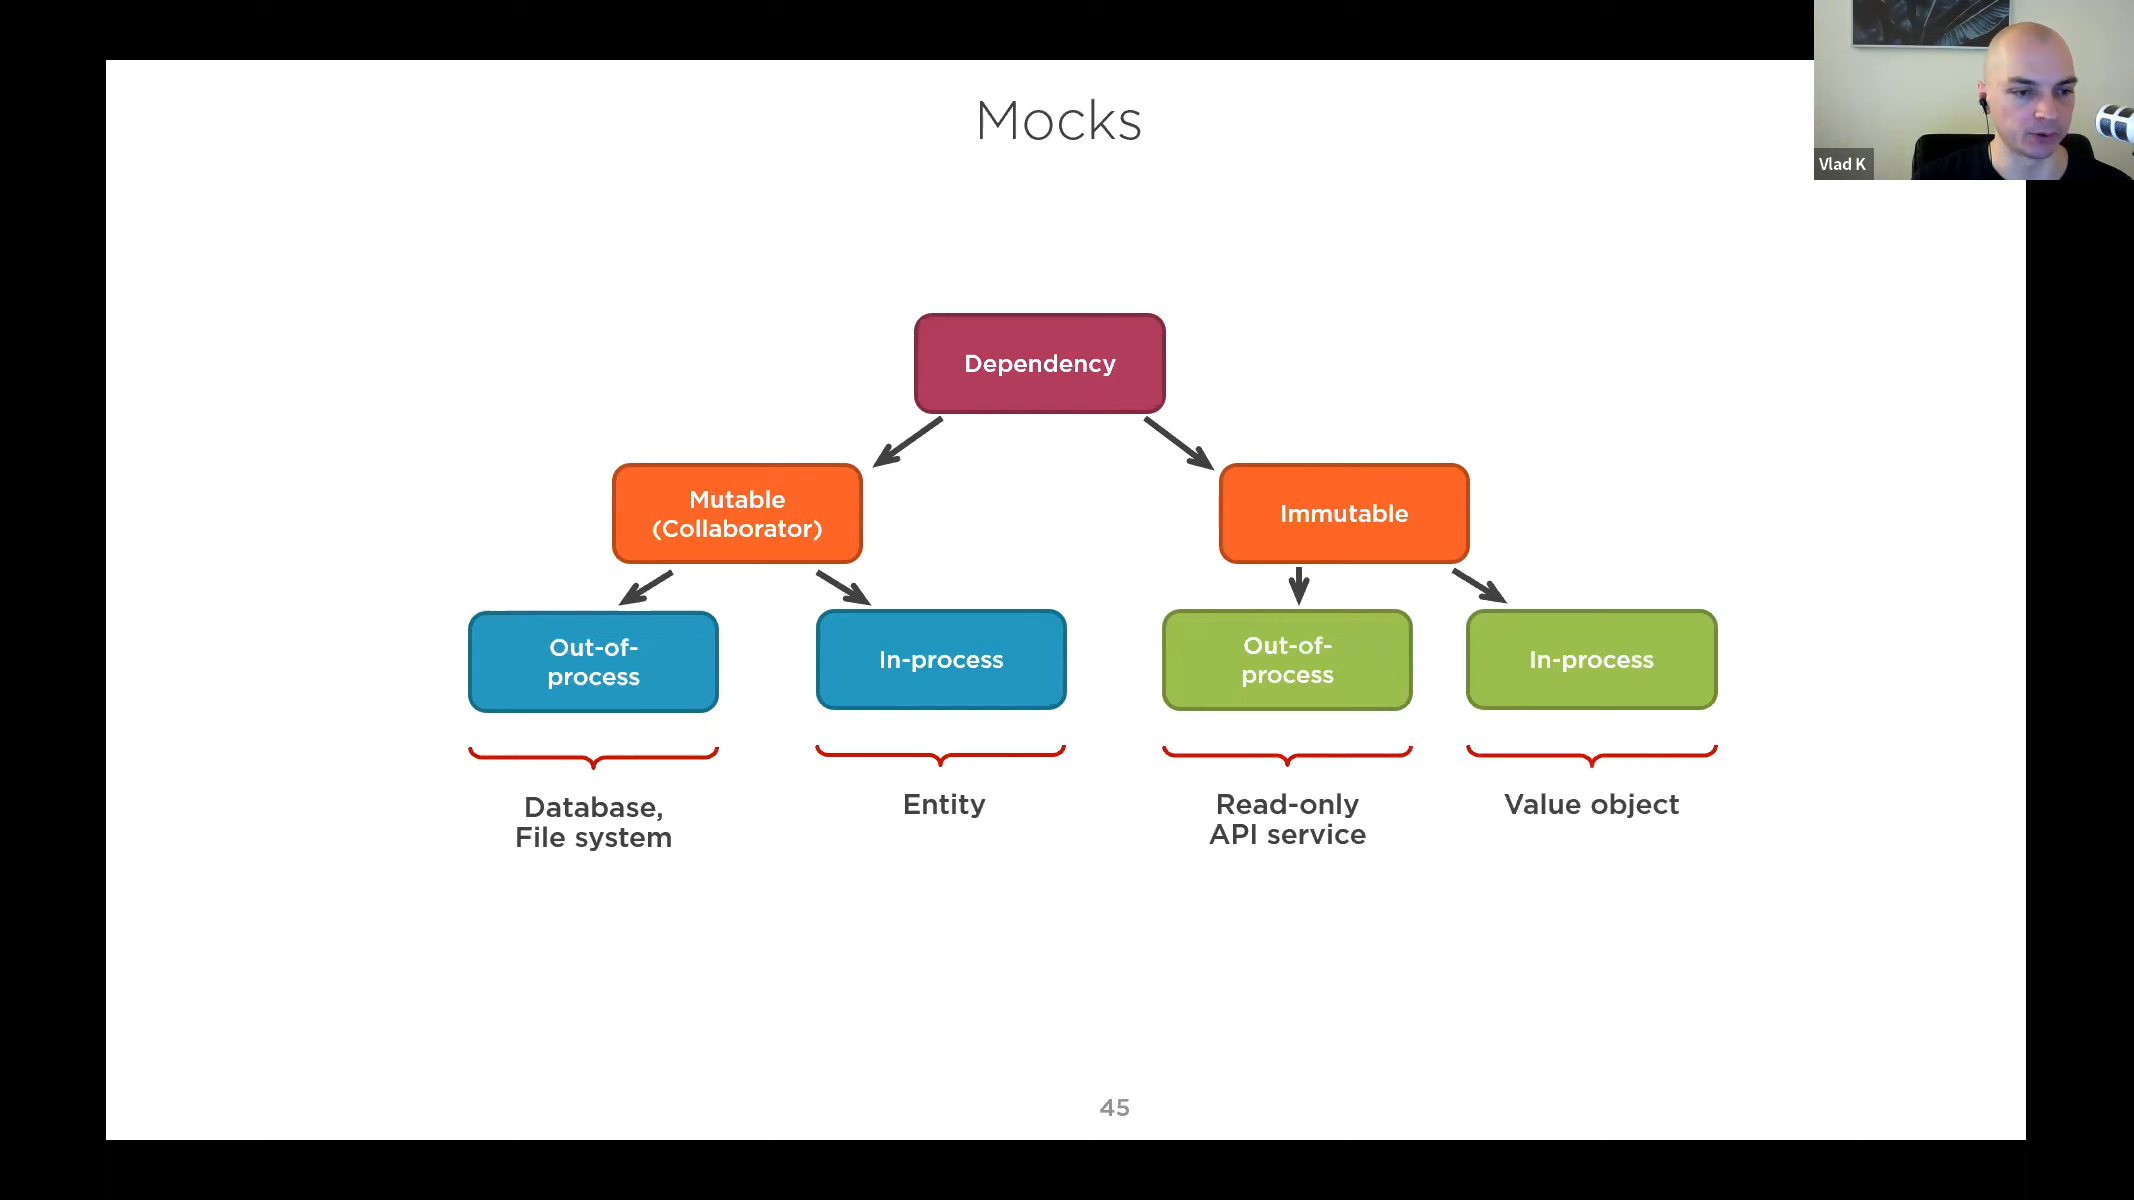 Mocks
Vlad K
Dependency
Mutable
(Collaborator)
Immutable
Out-of-
process
In-process
Out-of-
process
In-process
Database,
File system
Entity
Read-only
API service
Value object
45